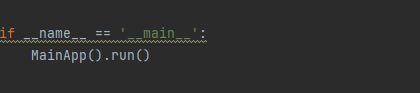 if __name__ == '__main__':
    MainApp().run()